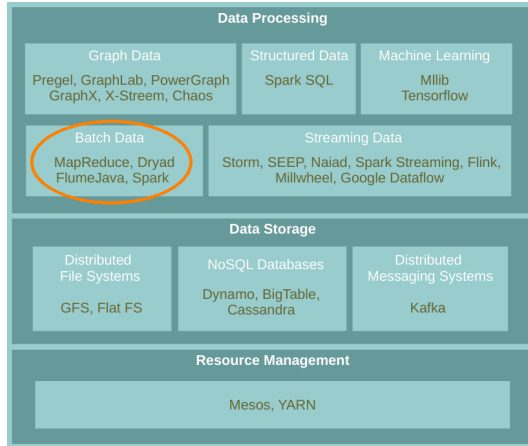 Data Processing
Graph Data
Pregel, GraphLab, PowerGraph
GraphX, X-Streem, Chaos
Structured Data
Spark SQL
Machine Learning
Mllib
Tensorflow
Batch Data
MapReduce, Dryad
FlumeJava, Spark
Streaming Data
Storm, SEEP, Naiad, Spark Streaming, Flink,
Millwheel, Google Dataflow
Data Storage
Distributed
File Systems
GFS, Flat FS
NoSQL Databases
Dynamo, BigTable,
Cassandra
Distributed
Messaging Systems
Kafka
Resource Management
Mesos, YARN